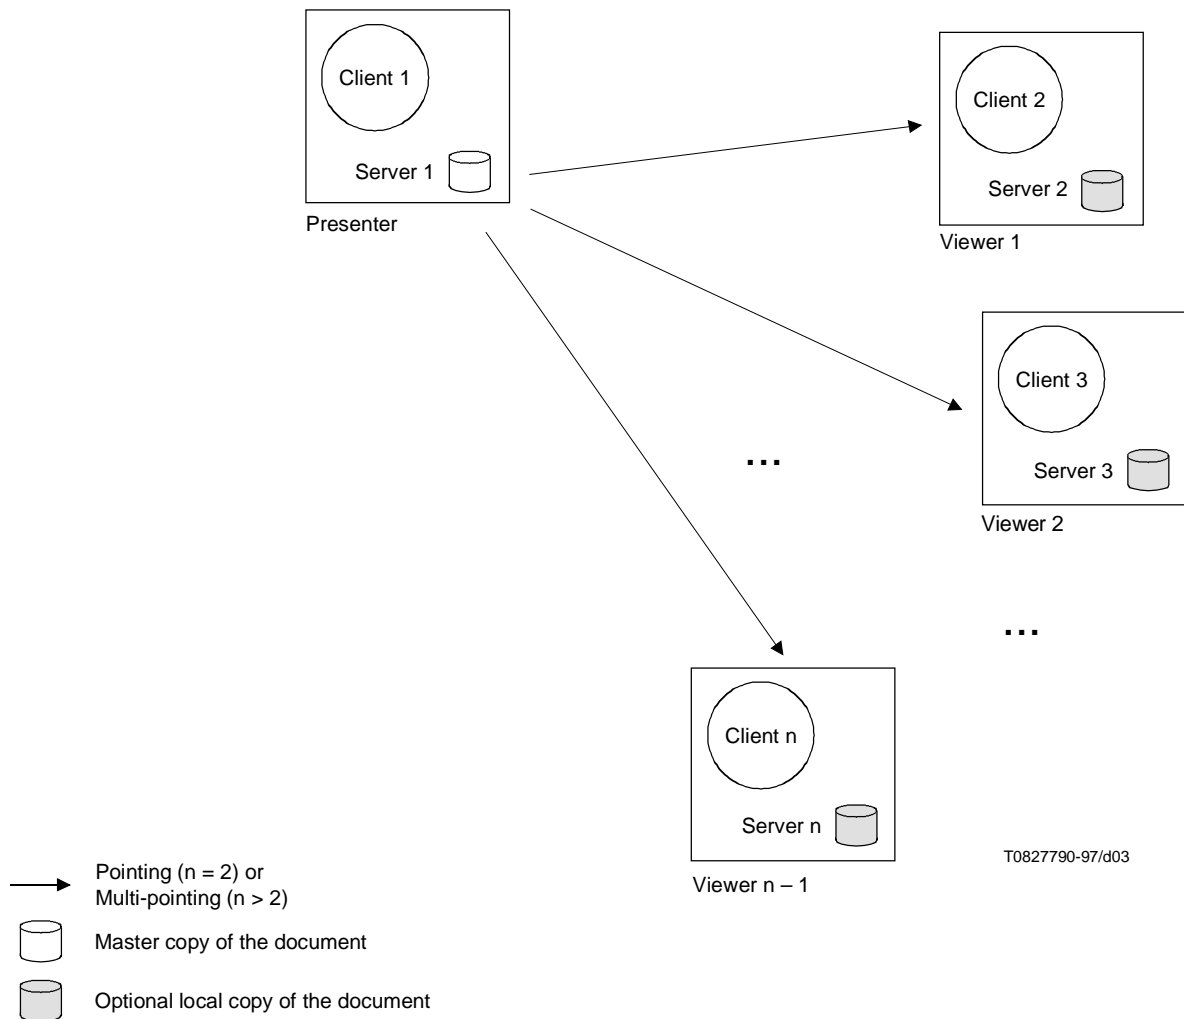 Client 1
Server 1
Presenter
Client 2
Server 2
Viewer 1
Client 3
Server 3
Viewer 2
...
...
Client n
Server n
Viewer n – 1
T0827790-97/d03
Pointing (n = 2) or
Multi-pointing (n > 2)
Master copy of the document
Optional local copy of the document